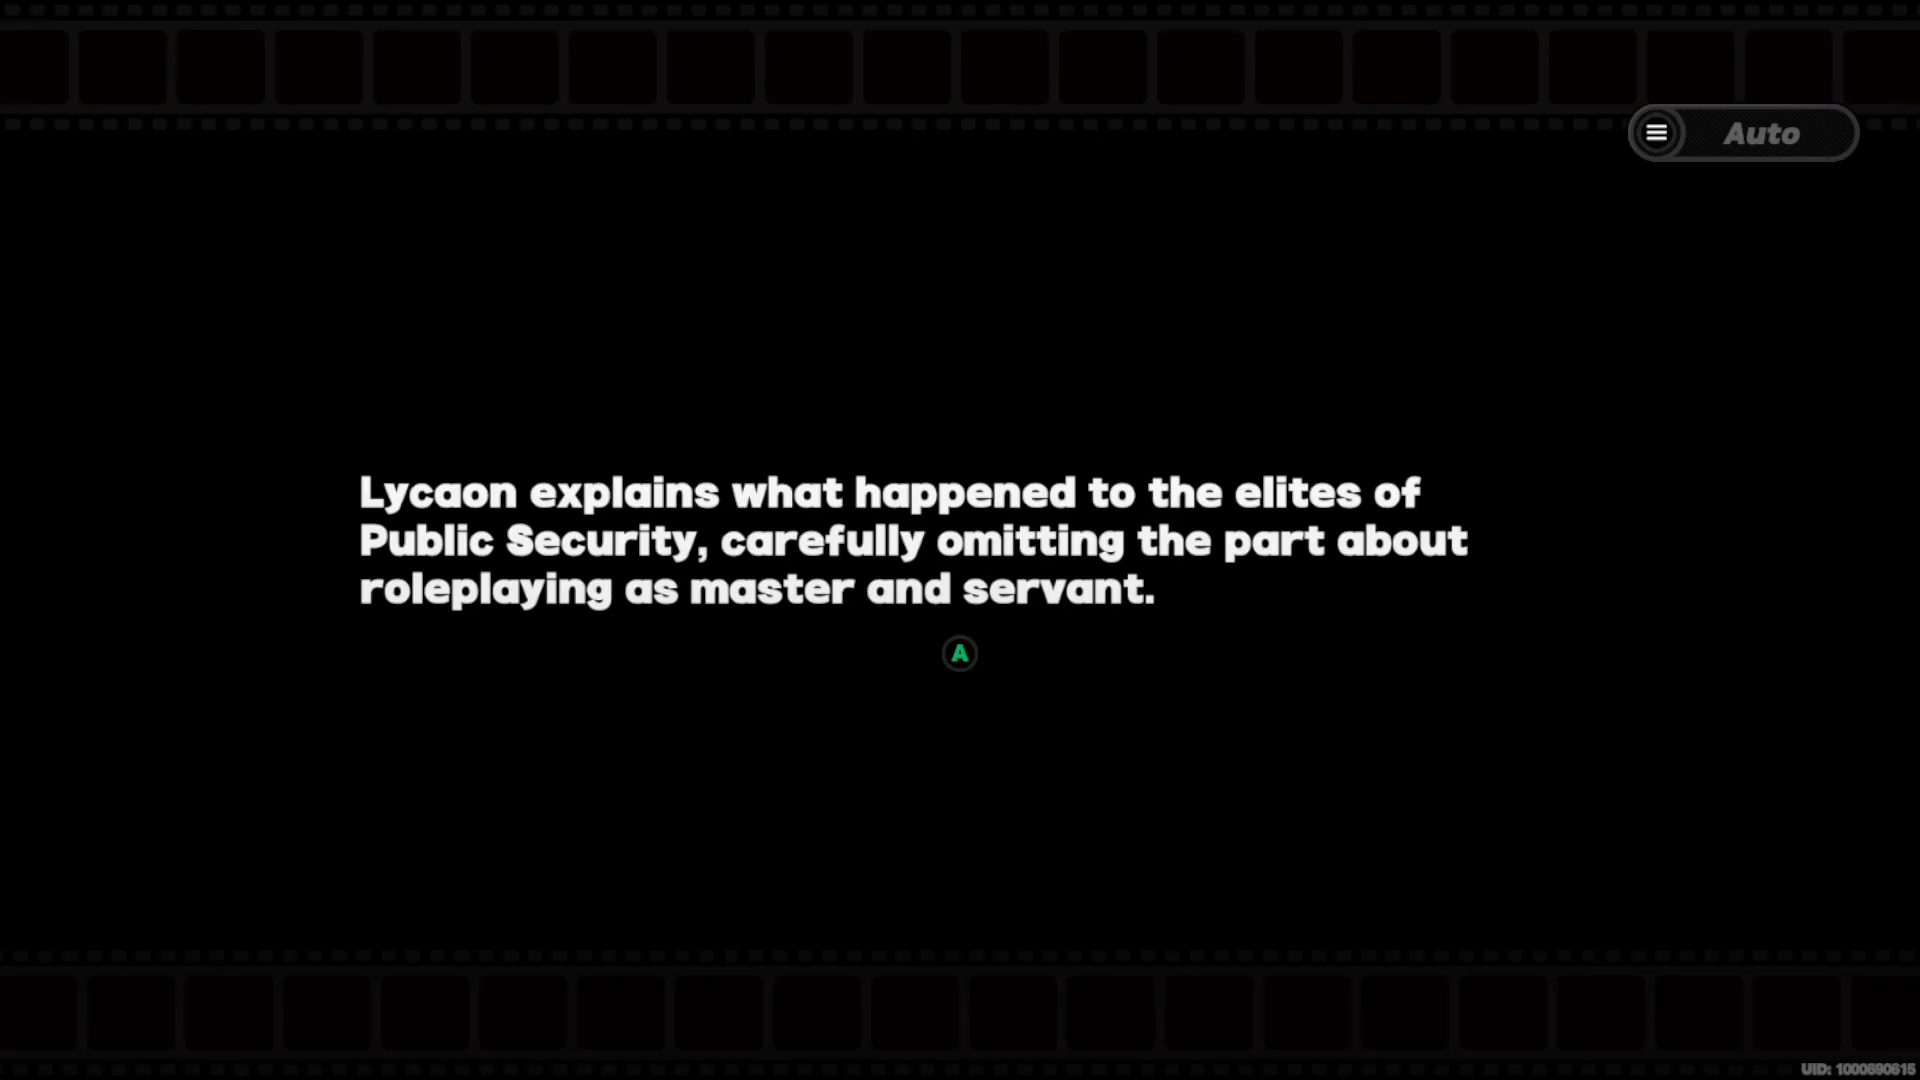 Auto
Lycaon explains what happened to the elites of
Public Security, carefully omitting the part about
roleplaying as master and servant.
A
UID: 1000690615